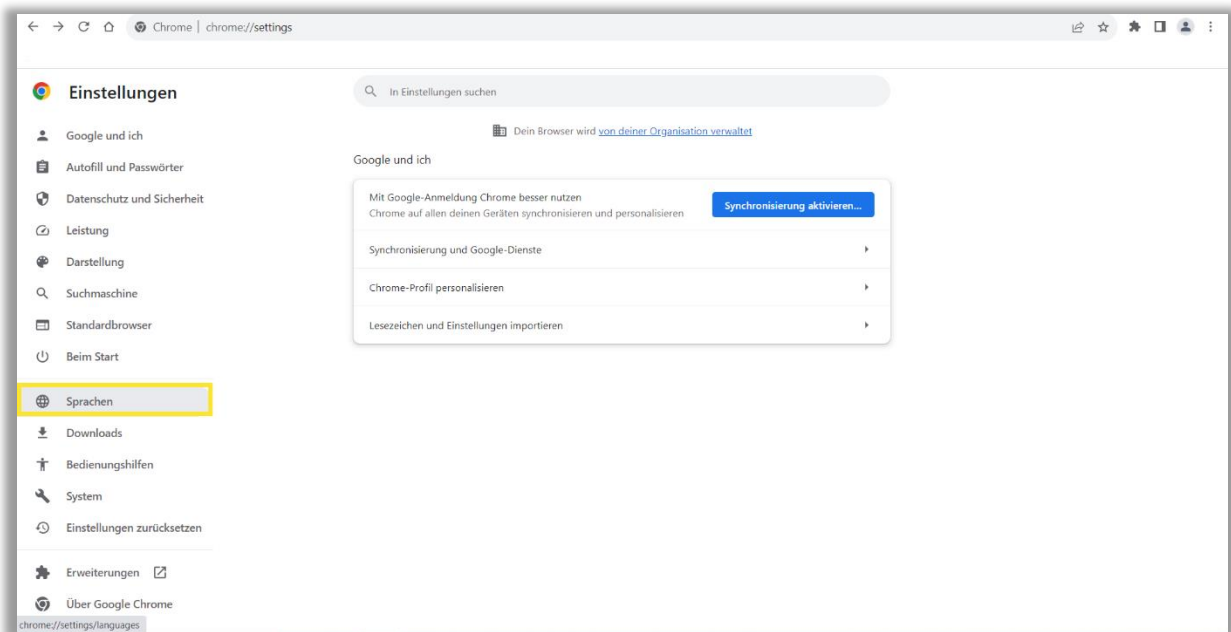 Chrome | chrome://settings
Einstellungen
In Einstellungen suchen
Dein Browser wird von deiner Organisation verwaltet
Google und ich
Autofill und Passwörter
Datenschutz und Sicherheit
Leistung
Darstellung
Suchmaschine
Standardbrowser
Beim Start
Sprachen
Downloads
Bedienungshilfen
System
Einstellungen zurücksetzen
Erweiterungen
Über Google Chrome
Google und ich
Mit Google-Anmeldung Chrome besser nutzen
Chrome auf allen deinen Geräten synchronisieren und personalisieren
Synchronisierung aktivieren...
Synchronisierung und Google-Dienste
Chrome-Profil personalisieren
Lesezeichen und Einstellungen importieren
chrome://settings/languages